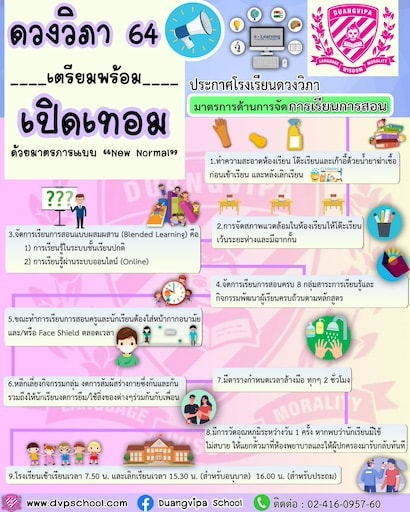 ดวงวิภา 64
____เตรียมพร้อม____
เปิดเทอม
ด้วยมาตรการแบบ "New Normal"
e - Learning
DUANGVIPA
LANGUAGE WISDOM MORALITY
ประกาศโรงเรียนดวงวิภา
มาตรการด้านการจัด การเรียนการสอน
1.ทำความสะอาดห้องเรียน โต๊ะเรียนและเก้าอี้ด้วยน้ำยาฆ่าเชื้อ
ก่อนเข้าเรียน และหลังเลิกเรียน
???
2.การจัดสภาพแวดล้อมในห้องเรียนให้โต๊ะเรียน
เว้นระยะห่างและมีฉากกั้น
3.จัดการเรียนการสอนแบบผสมผสาน (Blended Learning) คือ
1) การเรียนรู้ในระบบชั้นเรียนปกติ
2) การเรียนรู้ผ่านระบบออนไลน์ (Online)
4.จัดการเรียนการสอนครบ 8 กลุ่มสาระการเรียนรู้และ
กิจกรรมพัฒนาผู้เรียนครบถ้วนตามหลักสูตร
5.ขณะทำการเรียนการสอนครูและนักเรียนต้องใส่หน้ากากอนามัย
และ/หรือ Face Shield ตลอดเวลา
6.หลีกเลี่ยงกิจกรรมกลุ่ม งดการสัมผัสร่างกายซึ่งกันและกัน
รวมถึงให้นักเรียนงดการยืม/ใช้สิ่งของต่างๆร่วมกันกับเพื่อน
7.มีตารางกำหนดเวลาล้างมือ ทุกๆ 2 ชั่วโมง
8.มีการวัดอุณหภูมิระหว่างวัน 1 ครั้ง หากพบว่านักเรียนมีไข้
ไม่สบาย ให้แยกตัวมาที่ห้องพยาบาลและให้ผู้ปกครองมารับกลับทันที
9.โรงเรียนเข้าเรียนเวลา 7.50 น. และเลิกเรียนเวลา 15.30 น. (สำหรับอนุบาล) 16.00 น. (สำหรับประถม)
www.dvpschool.com
Duangvipa School
ติดต่อ : 02-416-0957-60